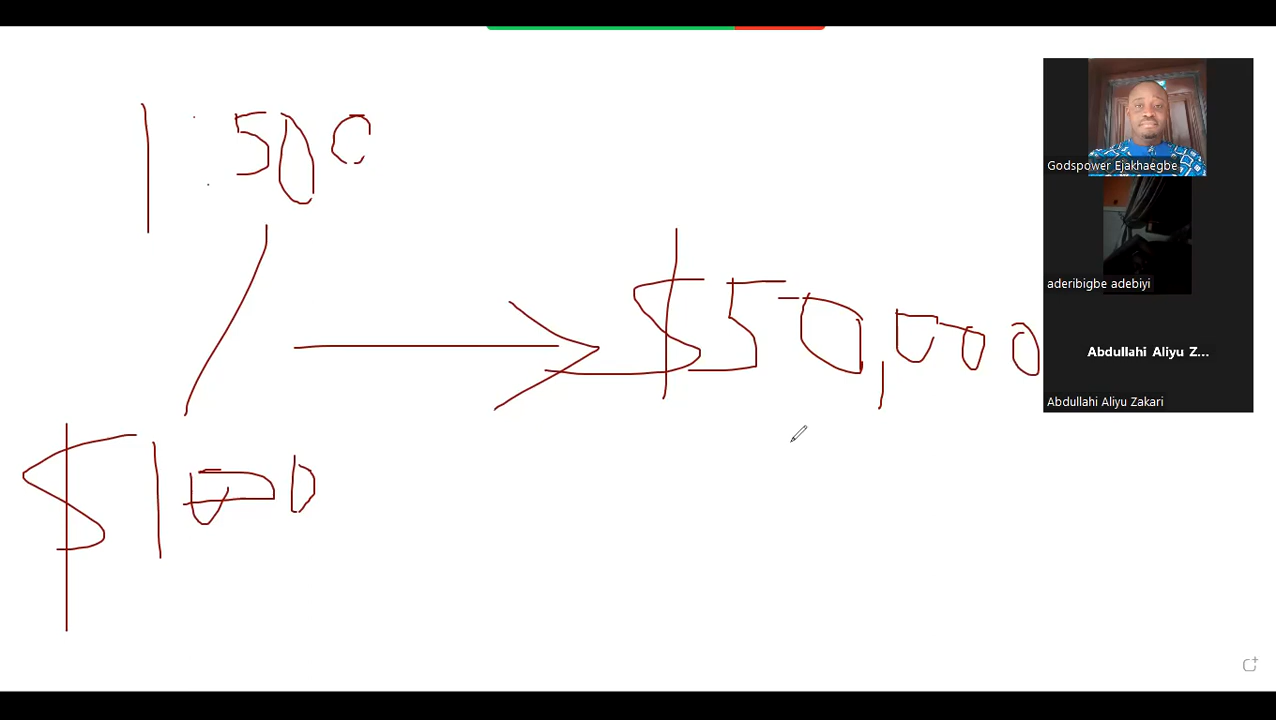 1 : 500
$50,000
$100
Godspower Ejakhaegbe
aderibigbe adebiyi
Abdullahi Aliyu Z...
Abdullahi Aliyu Zakari